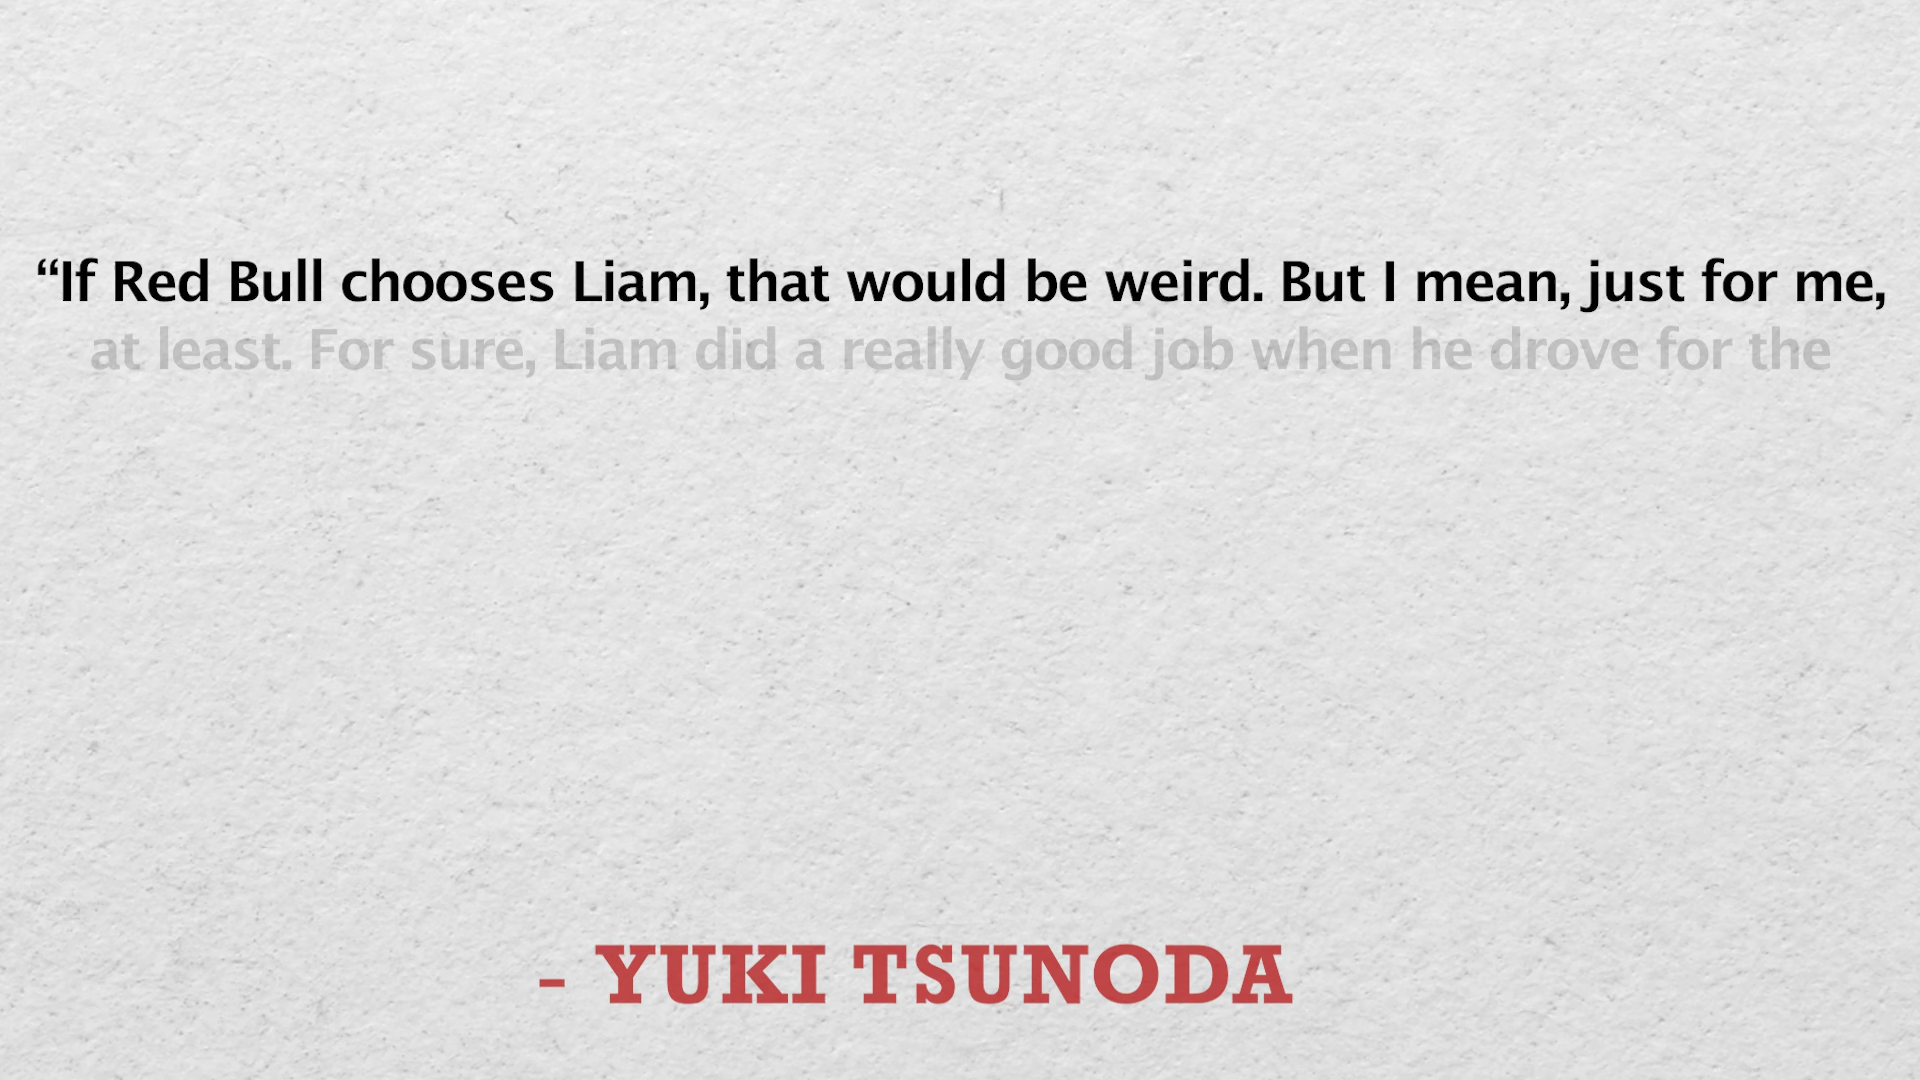 “If Red Bull chooses Liam, that would be weird. But I mean, just for me,
at least. For sure, Liam did a really good job when he drove for the
- YUKI TSUNODA